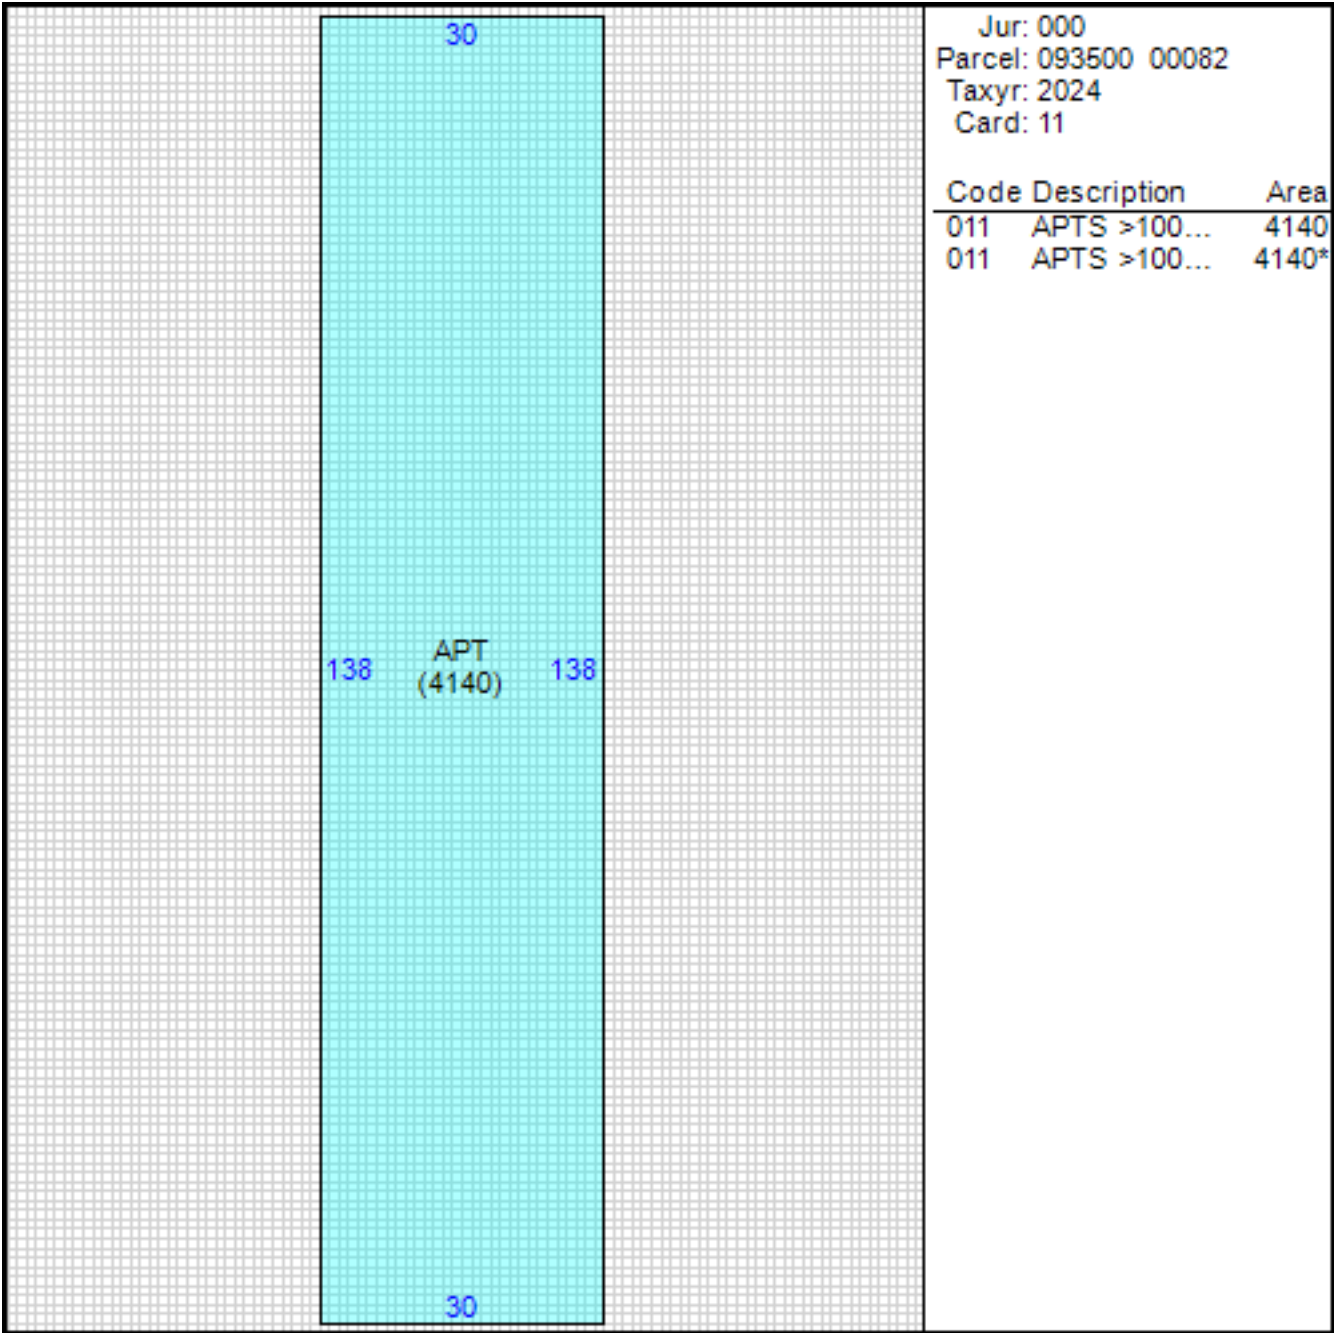 30
138
APT
(4140)
138
30
Jur: 000
Parcel: 093500 00082
Taxyr: 2024
Card: 11
Code Description Area
011 APTS >100... 4140
011 APTS >100... 4140*